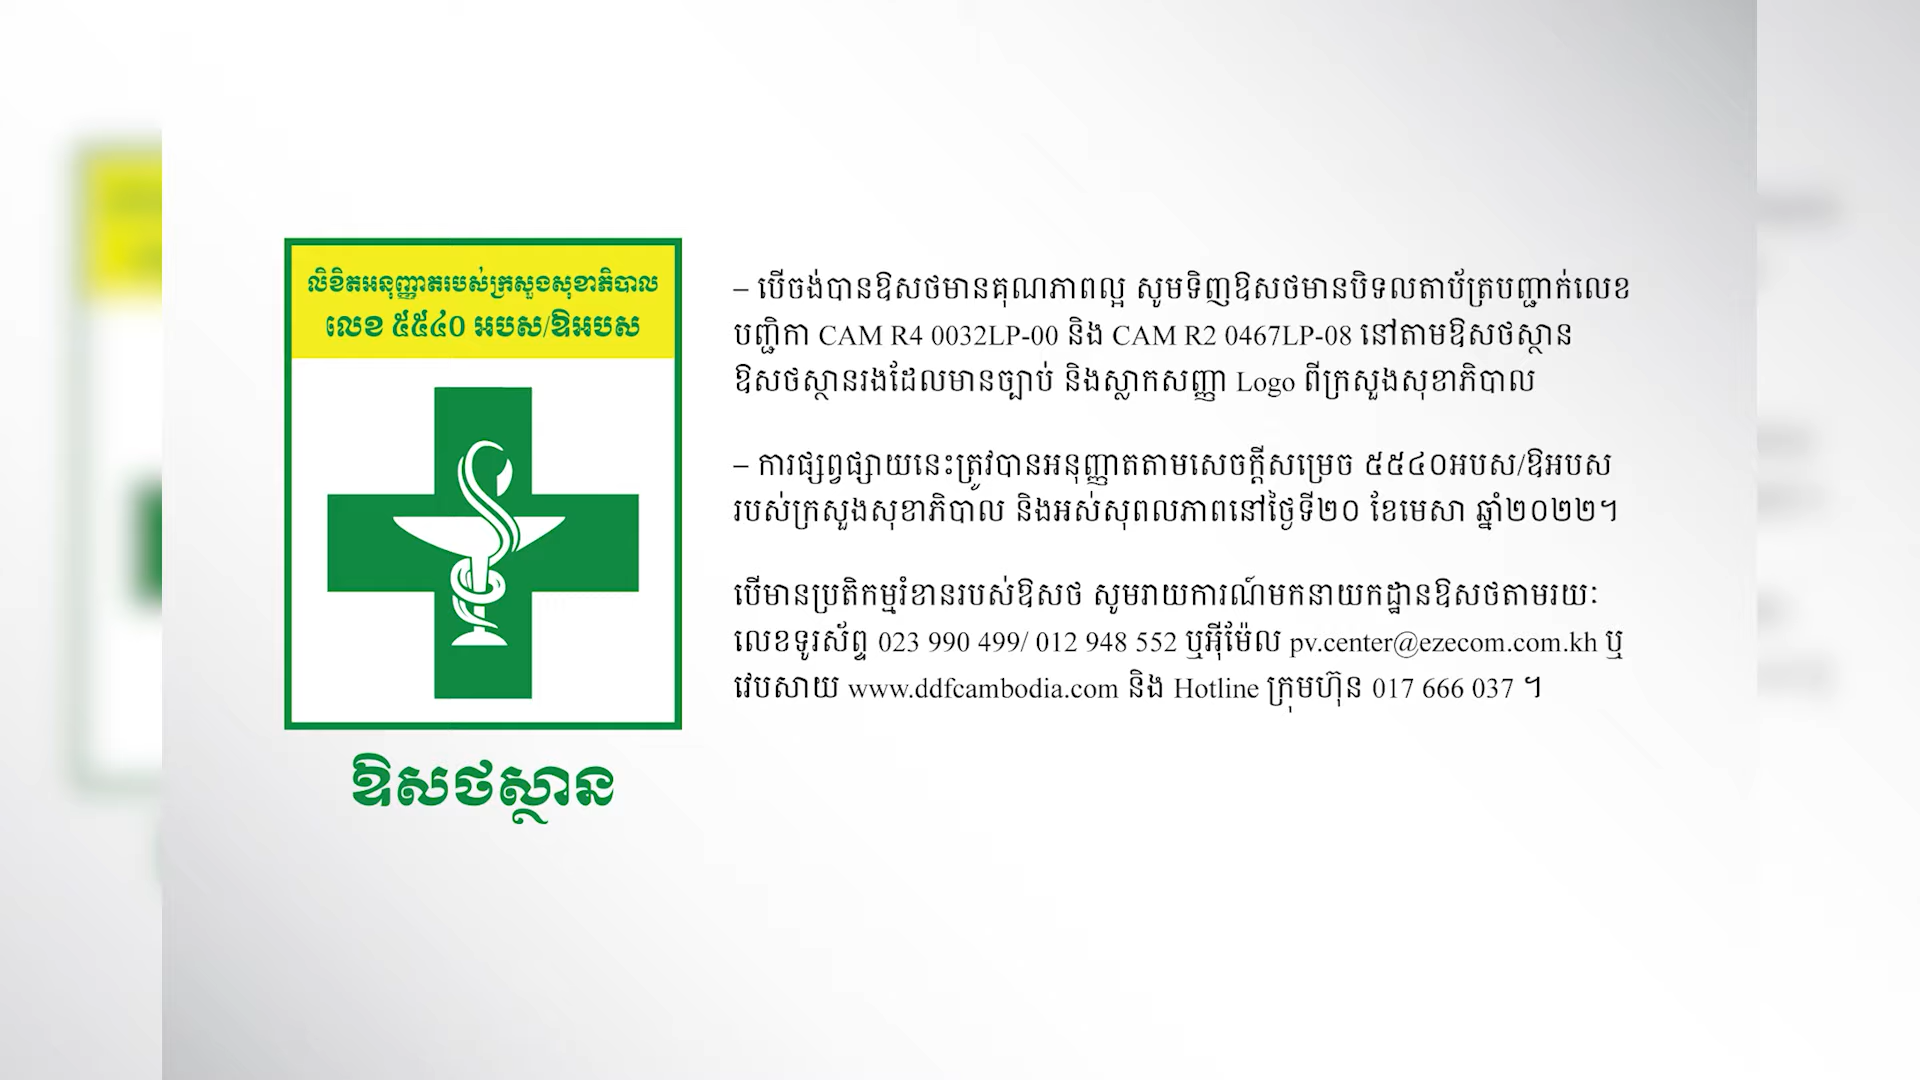 លិខិតអនុញ្ញាតរបស់ក្រសួងសុខាភិបាល
លេខ ៥៥៤០ អបស/ឱអបស
ឱសថស្ថាន
– បើចង់បានឱសថមានគុណភាពល្អ សូមទិញឱសថមានបិទលតាប័ត្របញ្ជាក់លេខ
បញ្ជិកា CAM R4 0032LP-00 និង CAM R2 0467LP-08 នៅតាមឱសថស្ថាន
ឱសថស្ថានរងដែលមានច្បាប់ និងស្លាកសញ្ញា Logo ពីក្រសួងសុខាភិបាល
– ការផ្សព្វផ្សាយនេះត្រូវបានអនុញ្ញាតតាមសេចក្ដីសម្រេច ៥៥៤០អបស/ឱអបស
របស់ក្រសួងសុខាភិបាល និងអស់សុពលភាពនៅថ្ងៃទី២០ ខែមេសា ឆ្នាំ២០២២។
បើមានប្រតិកម្មរំខានរបស់ឱសថ សូមរាយការណ៍មកនាយកដ្ឋានឱសថតាមរយៈ
លេខទូរស័ព្ទ 023 990 499/ 012 948 552 ឬអ៊ីម៉ែល pv.center@ezecom.com.kh ឬ
វេបសាយ www.ddfcambodia.com និង Hotline ក្រុមហ៊ុន 017 666 037 ។